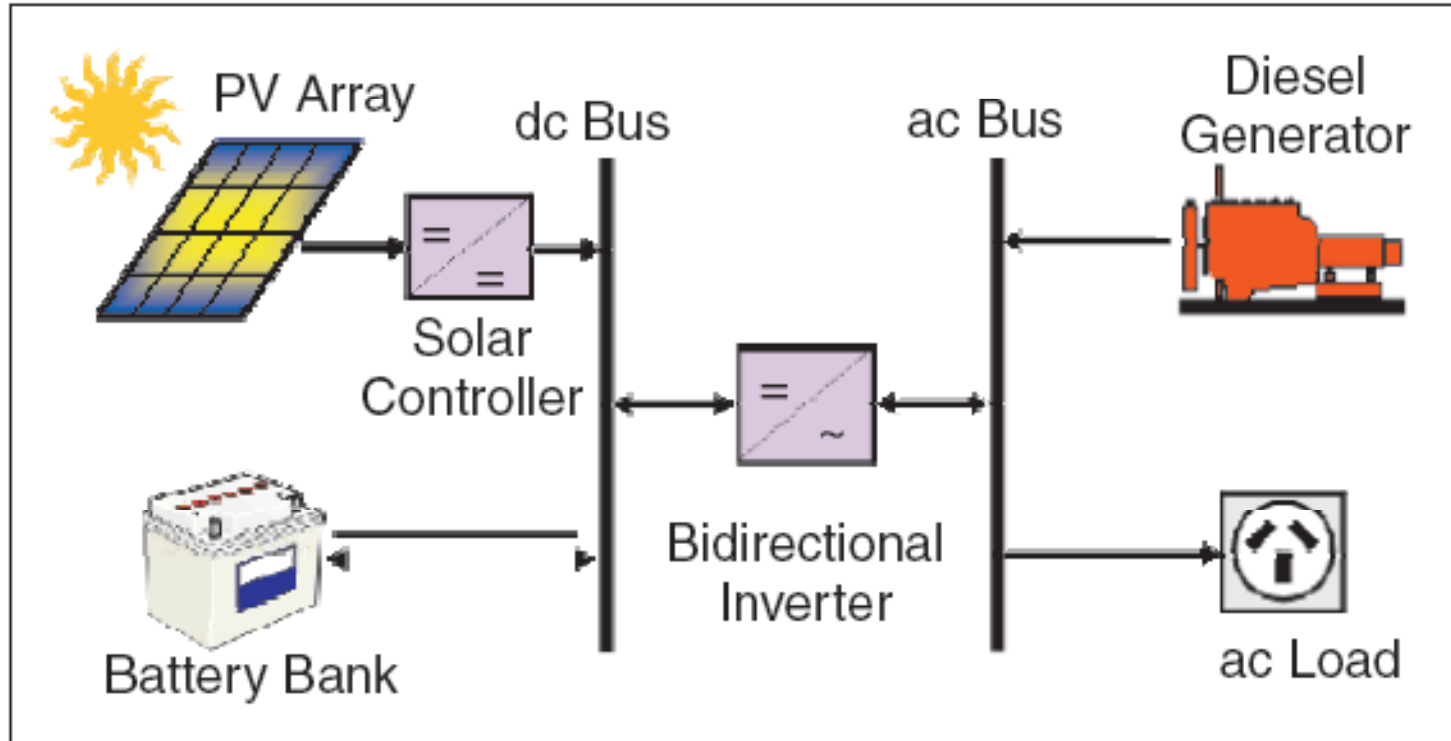 PV Array
dc Bus
ac Bus
Diesel
Generator
=
=
Solar
Controller
=
~
Bidirectional
Inverter
Battery Bank
ac Load